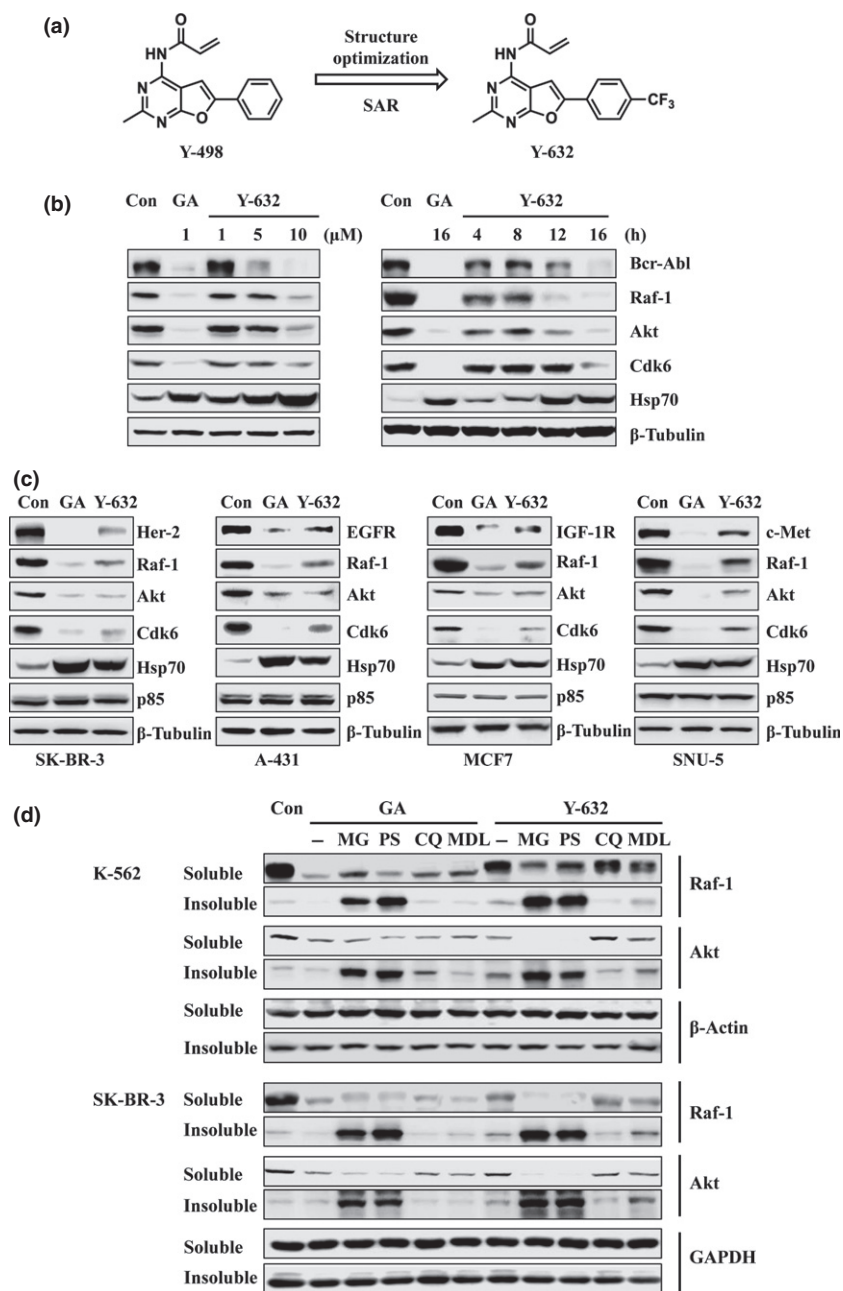 (a)
O
HN
N
N
O
Y-498
Structure
optimization
SAR
O
HN
N
N
O
CF3
Y-632
(b)
Con GA Y-632
1 1 5 10 (µM)
Con GA Y-632
16 4 8 12 16 (h)
Bcr-Abl
Raf-1
Akt
Cdk6
Hsp70
β-Tubulin
(c)
Con GA Y-632
Her-2
Raf-1
Akt
Cdk6
Hsp70
p85
β-Tubulin
SK-BR-3
Con GA Y-632
EGFR
Raf-1
Akt
Cdk6
Hsp70
p85
β-Tubulin
A-431
Con GA Y-632
IGF-1R
Raf-1
Akt
Cdk6
Hsp70
p85
β-Tubulin
MCF7
Con GA Y-632
c-Met
Raf-1
Akt
Cdk6
Hsp70
p85
β-Tubulin
SNU-5
(d)
Con GA Y-632
– MG PS CQ MDL – MG PS CQ MDL
K-562 Soluble
Insoluble
Raf-1
Soluble
Insoluble
Akt
Soluble
Insoluble
β-Actin
SK-BR-3 Soluble
Insoluble
Raf-1
Soluble
Insoluble
Akt
Soluble
Insoluble
GAPDH